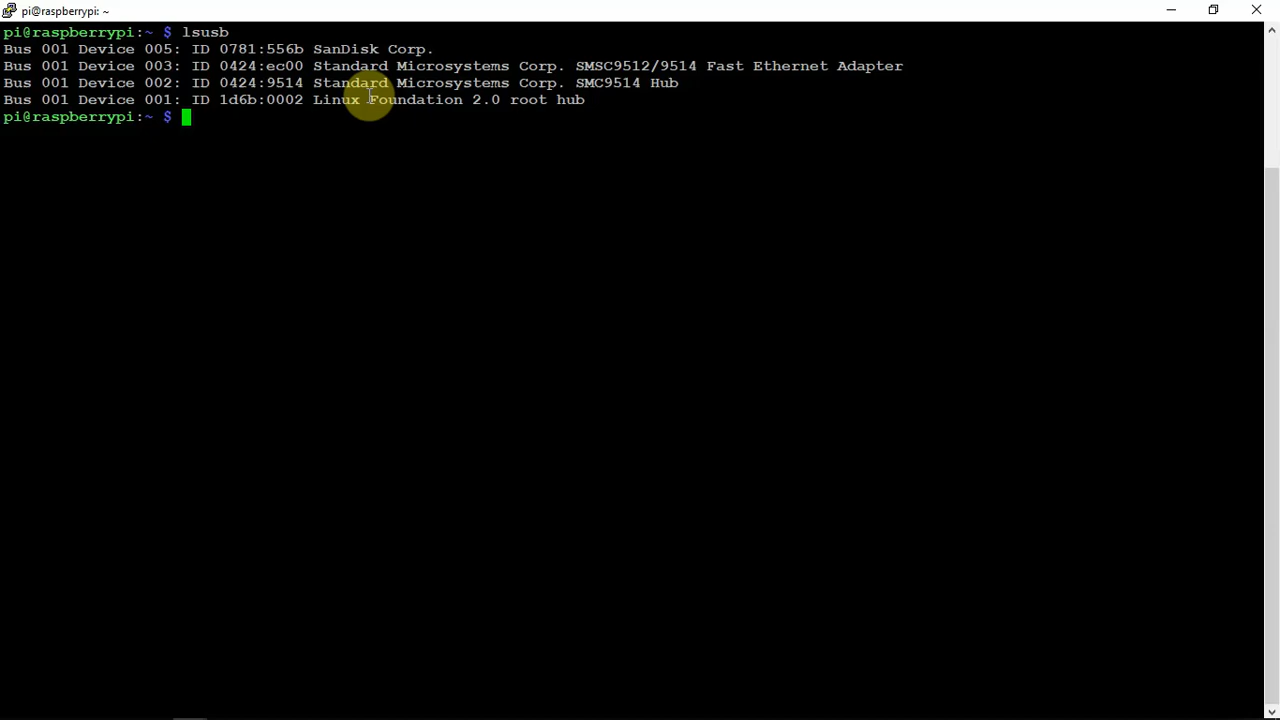 pi@raspberrypi: ~
pi@raspberrypi:~ $ lsusb
Bus 001 Device 005: ID 0781:556b SanDisk Corp.
Bus 001 Device 003: ID 0424:ec00 Standard Microsystems Corp. SMSC9512/9514 Fast Ethernet Adapter
Bus 001 Device 002: ID 0424:9514 Standard Microsystems Corp. SMC9514 Hub
Bus 001 Device 001: ID 1d6b:0002 Linux Foundation 2.0 root hub
pi@raspberrypi:~ $